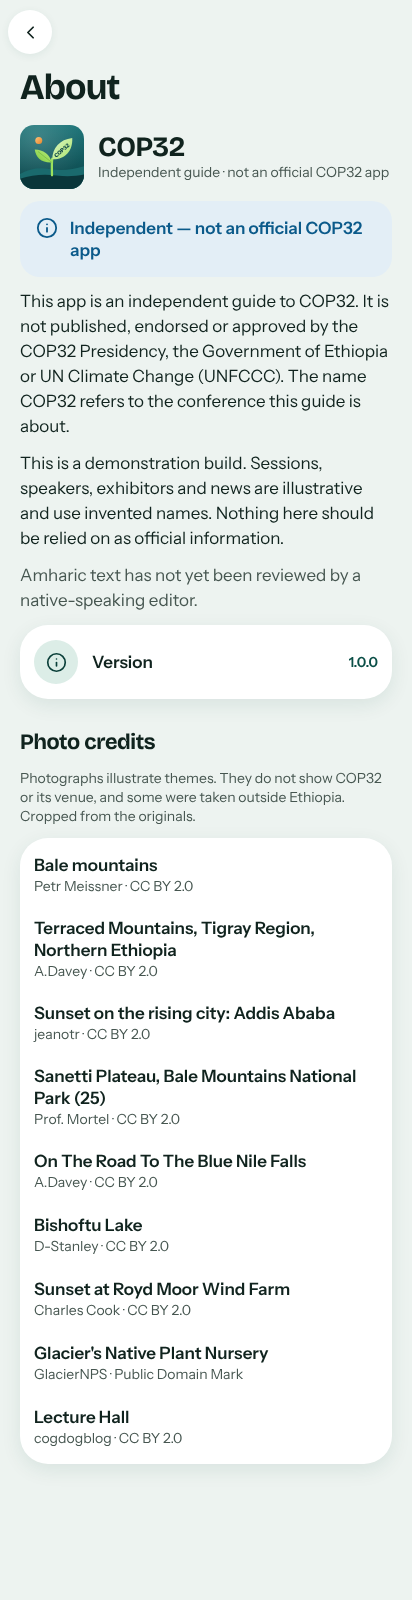 About
COP32
COP32
Independent guide · not an official COP32 app
Independent — not an official COP32
app
This app is an independent guide to COP32. It is
not published, endorsed or approved by the
COP32 Presidency, the Government of Ethiopia
or UN Climate Change (UNFCCC). The name
COP32 refers to the conference this guide is
about.
This is a demonstration build. Sessions,
speakers, exhibitors and news are illustrative
and use invented names. Nothing here should
be relied on as official information.
Amharic text has not yet been reviewed by a
native-speaking editor.
Version
1.0.0
Photo credits
Photographs illustrate themes. They do not show COP32
or its venue, and some were taken outside Ethiopia.
Cropped from the originals.
Bale mountains
Petr Meissner · CC BY 2.0
Terraced Mountains, Tigray Region,
Northern Ethiopia
A.Davey · CC BY 2.0
Sunset on the rising city: Addis Ababa
jeanotr · CC BY 2.0
Sanetti Plateau, Bale Mountains National
Park (25)
Prof. Mortel · CC BY 2.0
On The Road To The Blue Nile Falls
A.Davey · CC BY 2.0
Bishoftu Lake
D-Stanley · CC BY 2.0
Sunset at Royd Moor Wind Farm
Charles Cook · CC BY 2.0
Glacier's Native Plant Nursery
GlacierNPS · Public Domain Mark
Lecture Hall
cogdogblog · CC BY 2.0